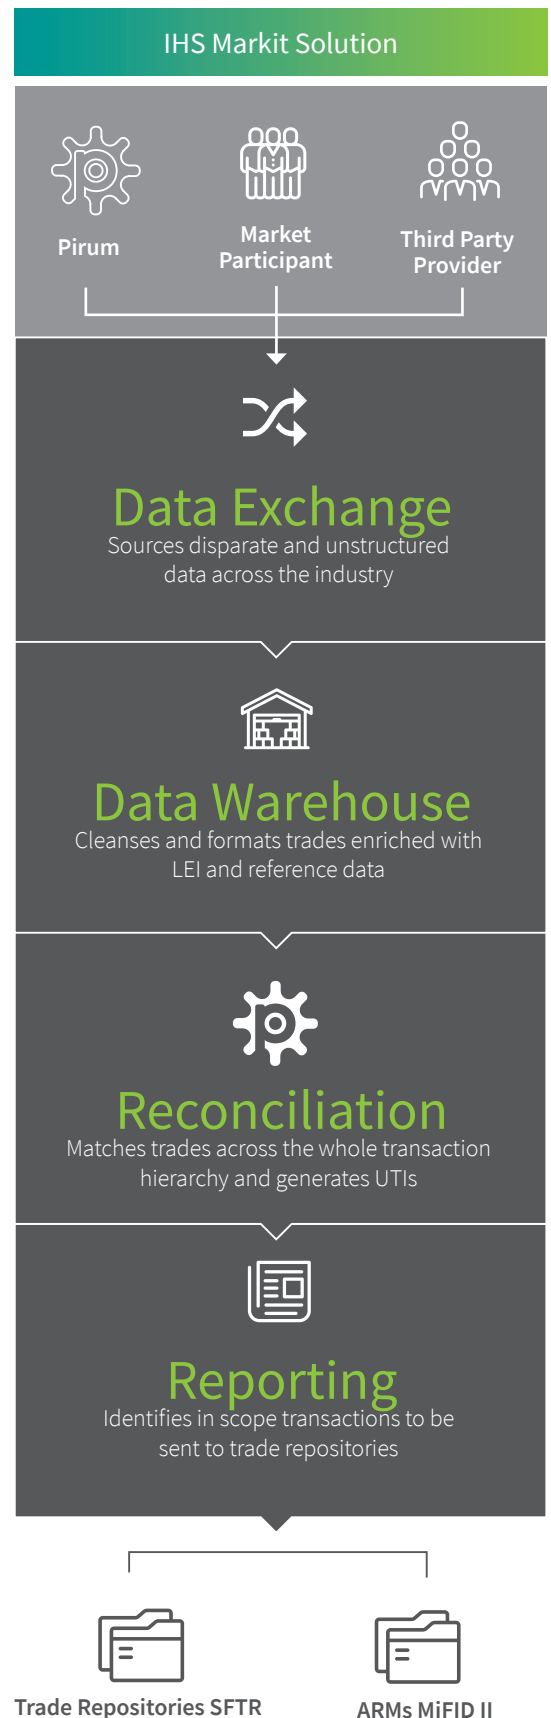 IHS Markit Solution
Pirum
Market
Participant
Third Party
Provider
Data Exchange
Sources disparate and unstructured
data across the industry
Data Warehouse
Cleanses and formats trades enriched with
LEI and reference data
Reconciliation
Matches trades across the whole transaction
hierarchy and generates UTIs
Reporting
Identifies in scope transactions to be
sent to trade repositories
Trade Repositories SFTR
ARMs MiFID II